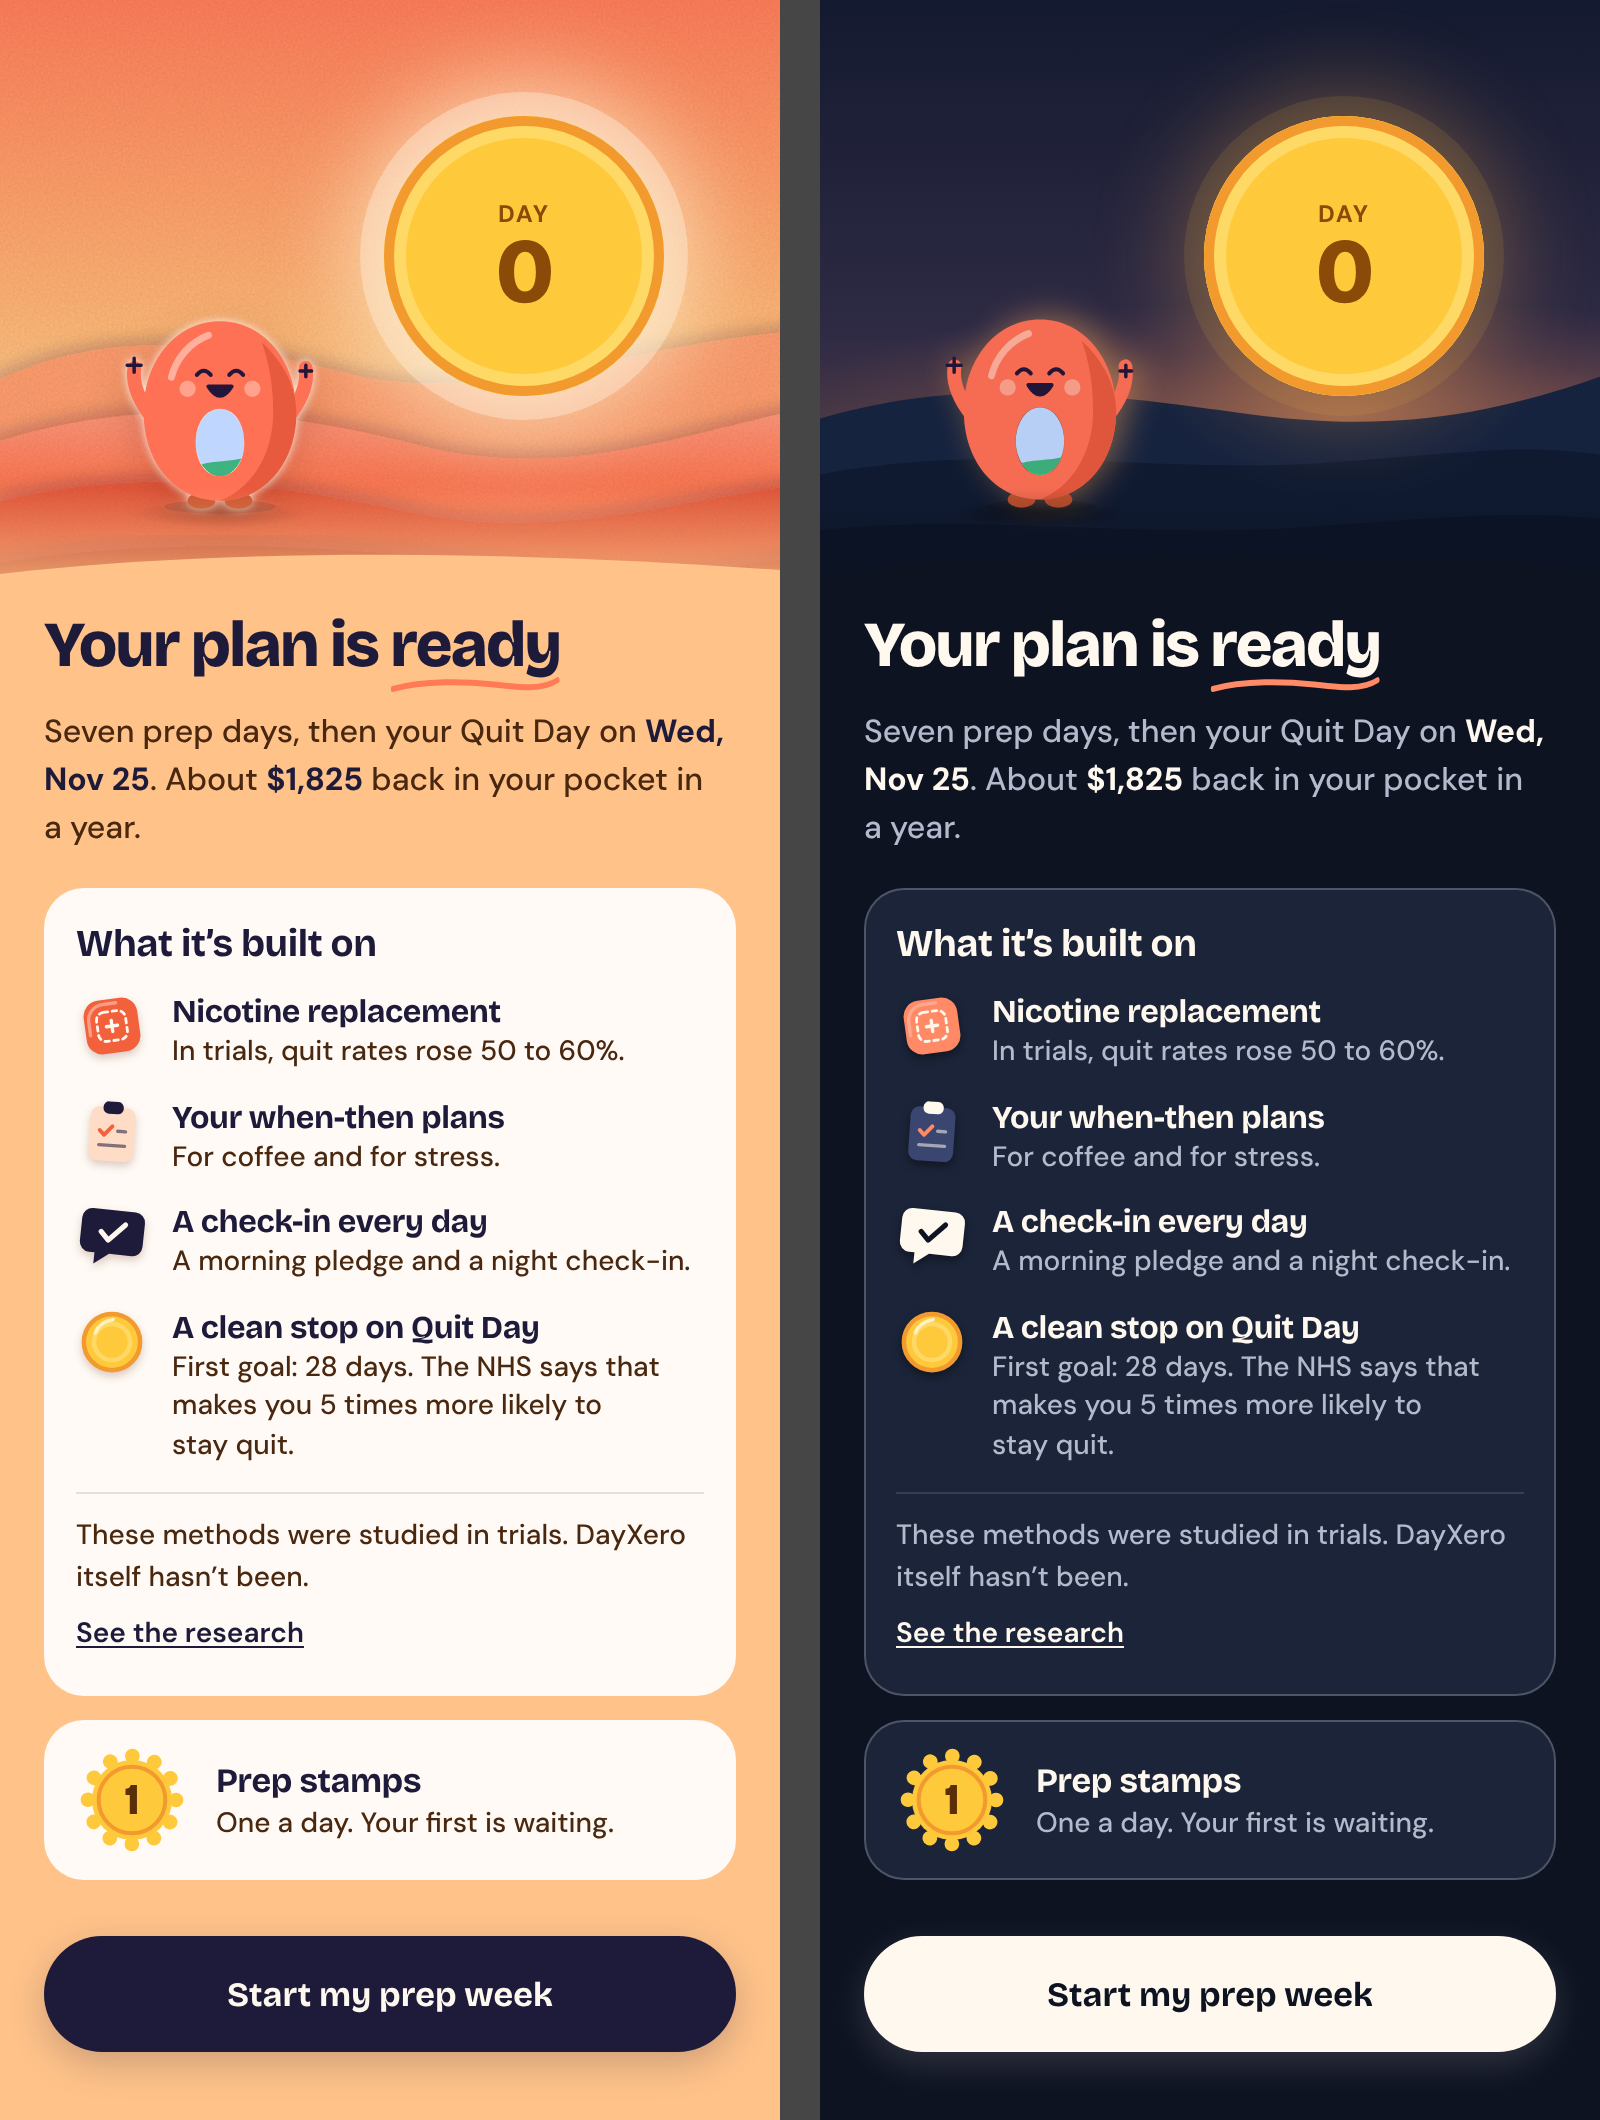 DAY
0
Your plan is ready
Seven prep days, then your Quit Day on Wed,
Nov 25. About $1,825 back in your pocket in
a year.
What it’s built on
Nicotine replacement
In trials, quit rates rose 50 to 60%.
Your when-then plans
For coffee and for stress.
A check-in every day
A morning pledge and a night check-in.
A clean stop on Quit Day
First goal: 28 days. The NHS says that
makes you 5 times more likely to
stay quit.
These methods were studied in trials. DayXero
itself hasn’t been.
See the research
1
Prep stamps
One a day. Your first is waiting.
Start my prep week
DAY
0
Your plan is ready
Seven prep days, then your Quit Day on Wed,
Nov 25. About $1,825 back in your pocket in
a year.
What it’s built on
Nicotine replacement
In trials, quit rates rose 50 to 60%.
Your when-then plans
For coffee and for stress.
A check-in every day
A morning pledge and a night check-in.
A clean stop on Quit Day
First goal: 28 days. The NHS says that
makes you 5 times more likely to
stay quit.
These methods were studied in trials. DayXero
itself hasn’t been.
See the research
1
Prep stamps
One a day. Your first is waiting.
Start my prep week